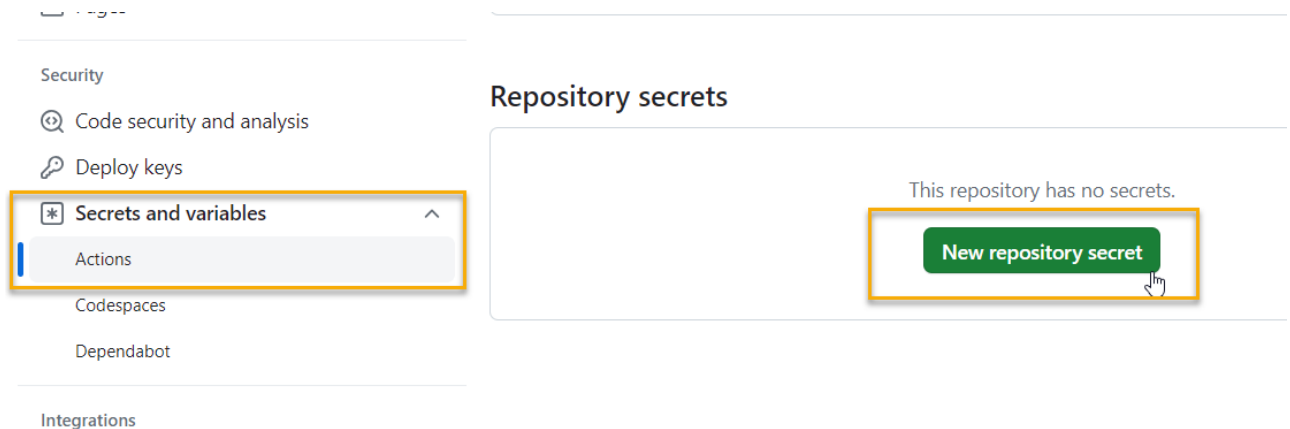 Security
Code security and analysis
Deploy keys
Secrets and variables
Actions
Codespaces
Dependabot
Integrations
Repository secrets
This repository has no secrets.
New repository secret